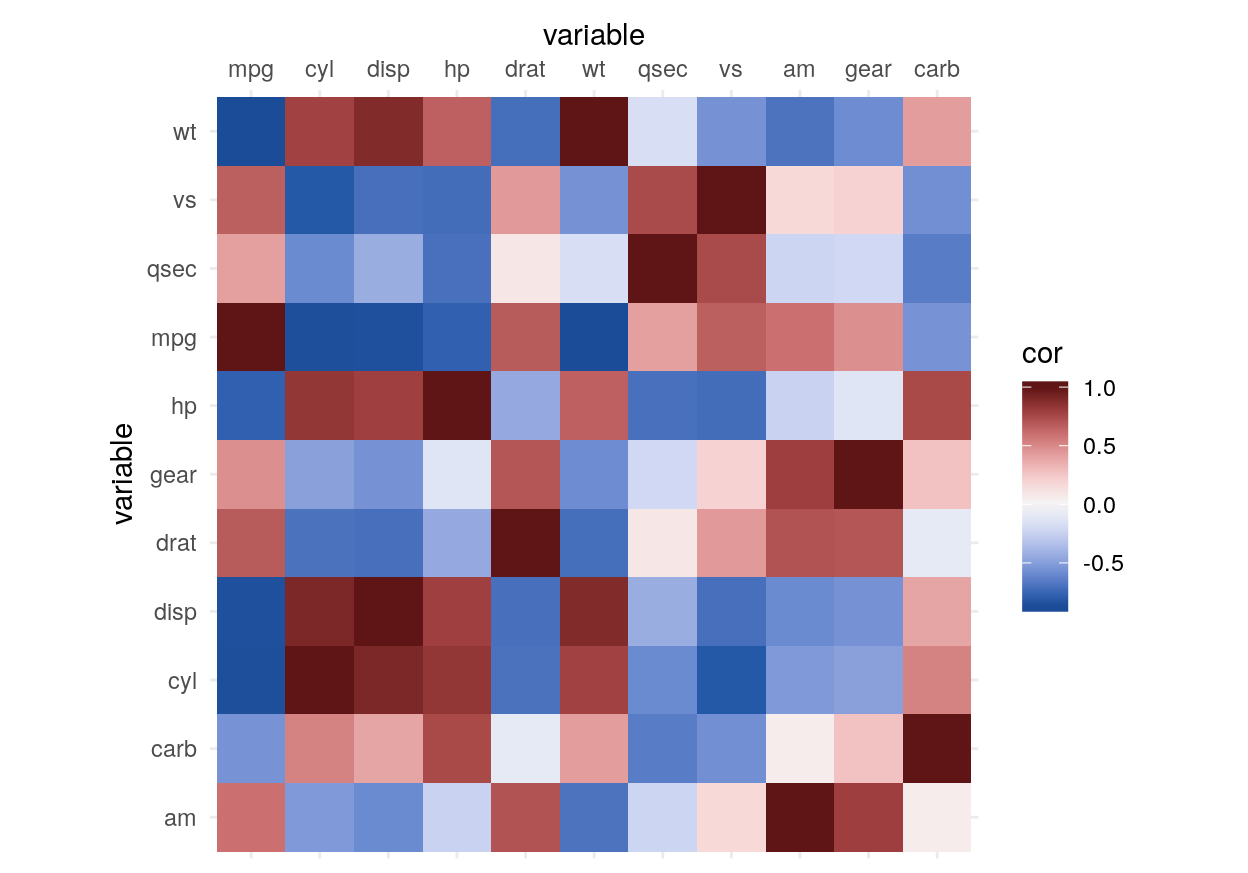 variable
mpg cyl disp hp drat wt qsec vs am gear carb
wt
vs
qsec
mpg
hp
gear
drat
disp
cyl
carb
am
variable
cor
1.0
0.5
0.0
-0.5